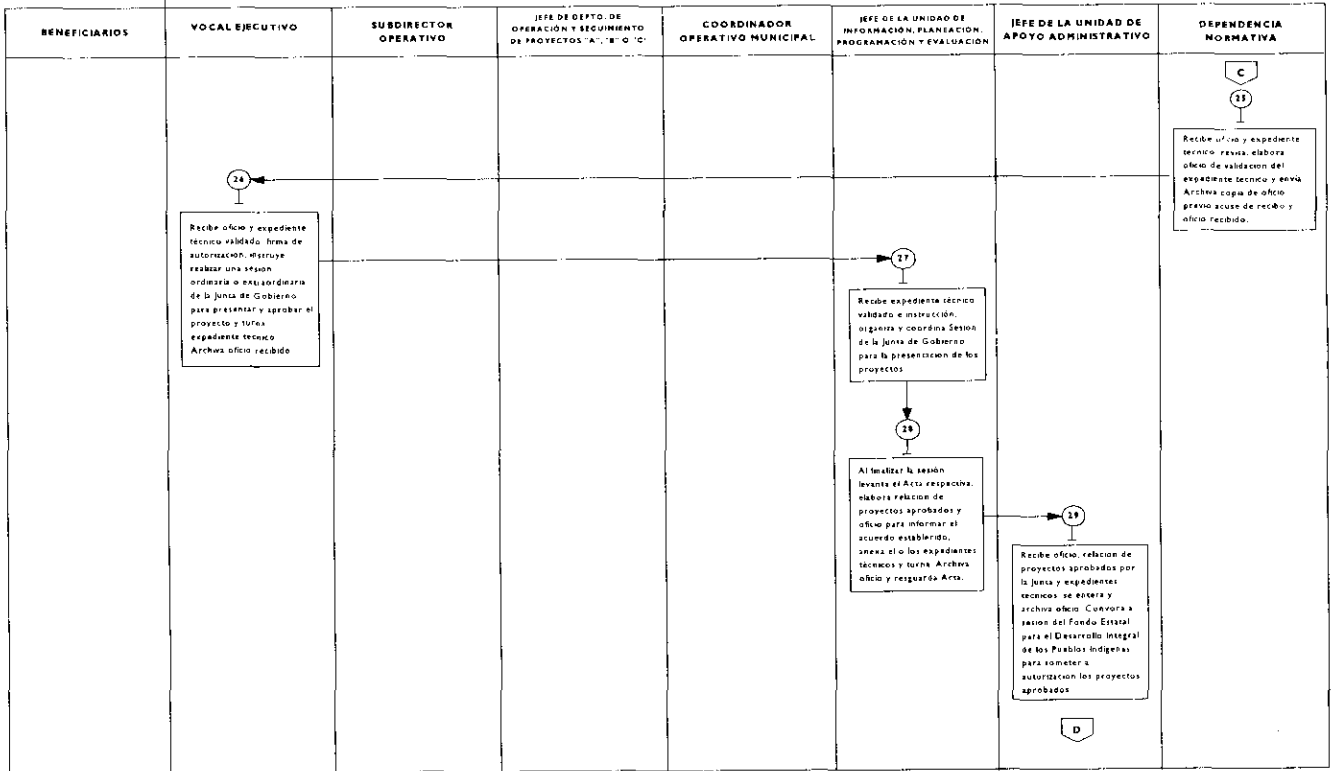 BENEFICIARIOS
VOCAL EJECUTIVO
SUBDIRECTOR
OPERATIVO
JEFE DE DEPTO. DE
OPERACIÓN Y SEGUIMIENTO
DE PROYECTOS "A", "B" O "C"
COORDINADOR
OPERATIVO MUNICIPAL
JEFE DE LA UNIDAD DE
INFORMACIÓN, PLANEACIÓN,
PROGRAMACIÓN Y EVALUACIÓN
JEFE DE LA UNIDAD DE
APOYO ADMINISTRATIVO
DEPENDENCIA
NORMATIVA
C
25
Recibe oficio y expediente
técnico, revisa, elabora
oficio de validación del
expediente técnico y envía
Archiva copia de oficio
previo acuse de recibo y
oficio recibido.
26
Recibe oficio y expediente
técnico validado, firma de
autorización, instruye
realizar una sesión
ordinaria o extraordinaria
de la Junta de Gobierno
para presentar y aprobar el
proyecto y turna
expediente técnico
Archiva oficio recibido
27
Recibe expediente técnico
validado e instrucción,
organiza y coordina Sesión
de la Junta de Gobierno
para la presentación de los
proyectos
28
Al finalizar la sesión
levanta el Acta respectiva,
elabora relación de
proyectos aprobados y
oficio para informar el
acuerdo establecido,
anexa el o los expedientes
técnicos y turna. Archiva
oficio y resguarda Acta.
29
Recibe oficio, relación de
proyectos aprobados por
la Junta y expedientes
técnicos, se entera y
archiva oficio. Convoca a
sesión del Fondo Estatal
para el Desarrollo Integral
de los Pueblos Indígenas
para someter a
autorización los proyectos
aprobados
D